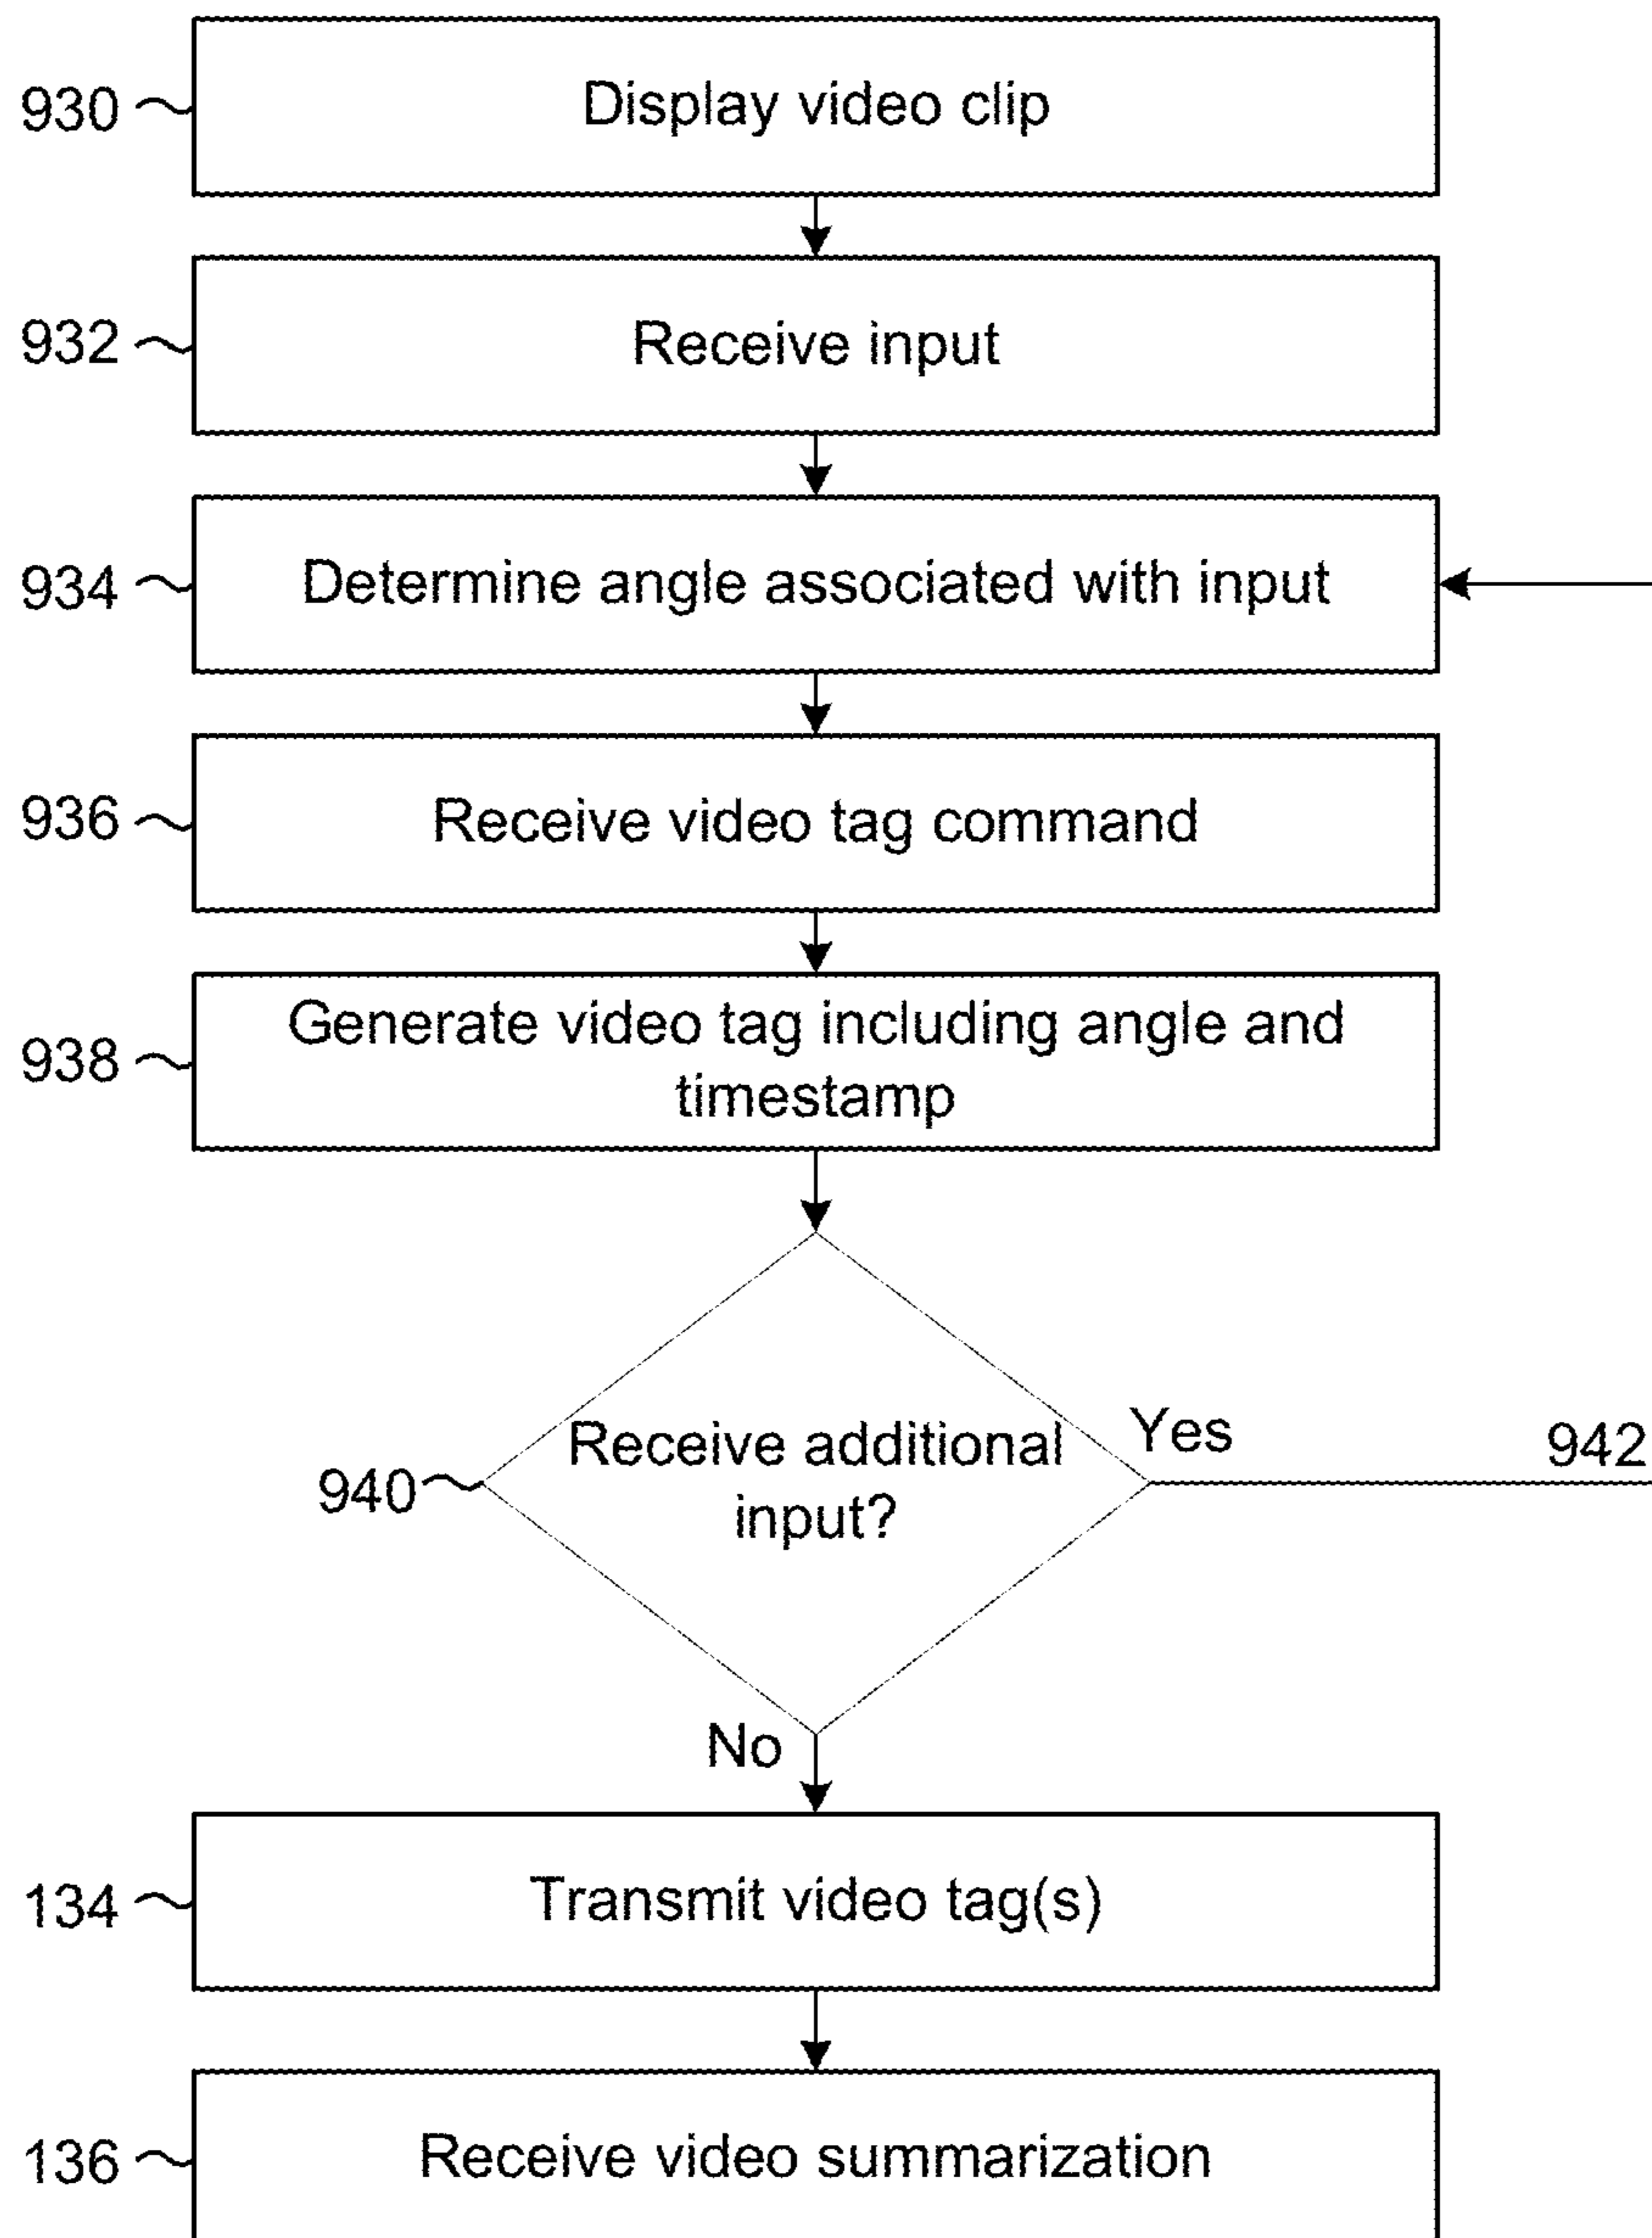 930 Display video clip
932 Receive input
934 Determine angle associated with input
936 Receive video tag command
938 Generate video tag including angle and
timestamp
940 Receive additional
input?
Yes
942
No
134 Transmit video tag(s)
136 Receive video summarization